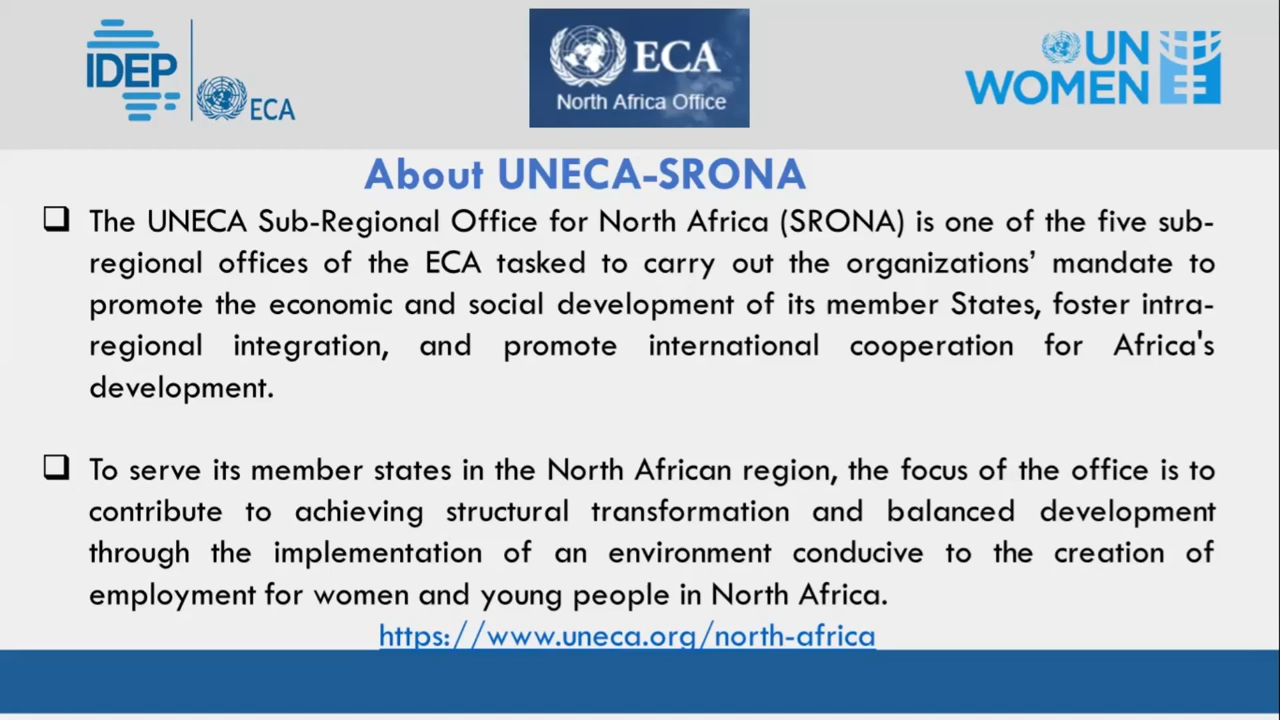 IDEP
ECA
ECA
North Africa Office
UN
WOMEN
About UNECA-SRONA
❑ The UNECA Sub-Regional Office for North Africa (SRONA) is one of the five sub-
regional offices of the ECA tasked to carry out the organizations’ mandate to
promote the economic and social development of its member States, foster intra-
regional integration, and promote international cooperation for Africa's
development.
❑ To serve its member states in the North African region, the focus of the office is to
contribute to achieving structural transformation and balanced development
through the implementation of an environment conducive to the creation of
employment for women and young people in North Africa.
https://www.uneca.org/north-africa